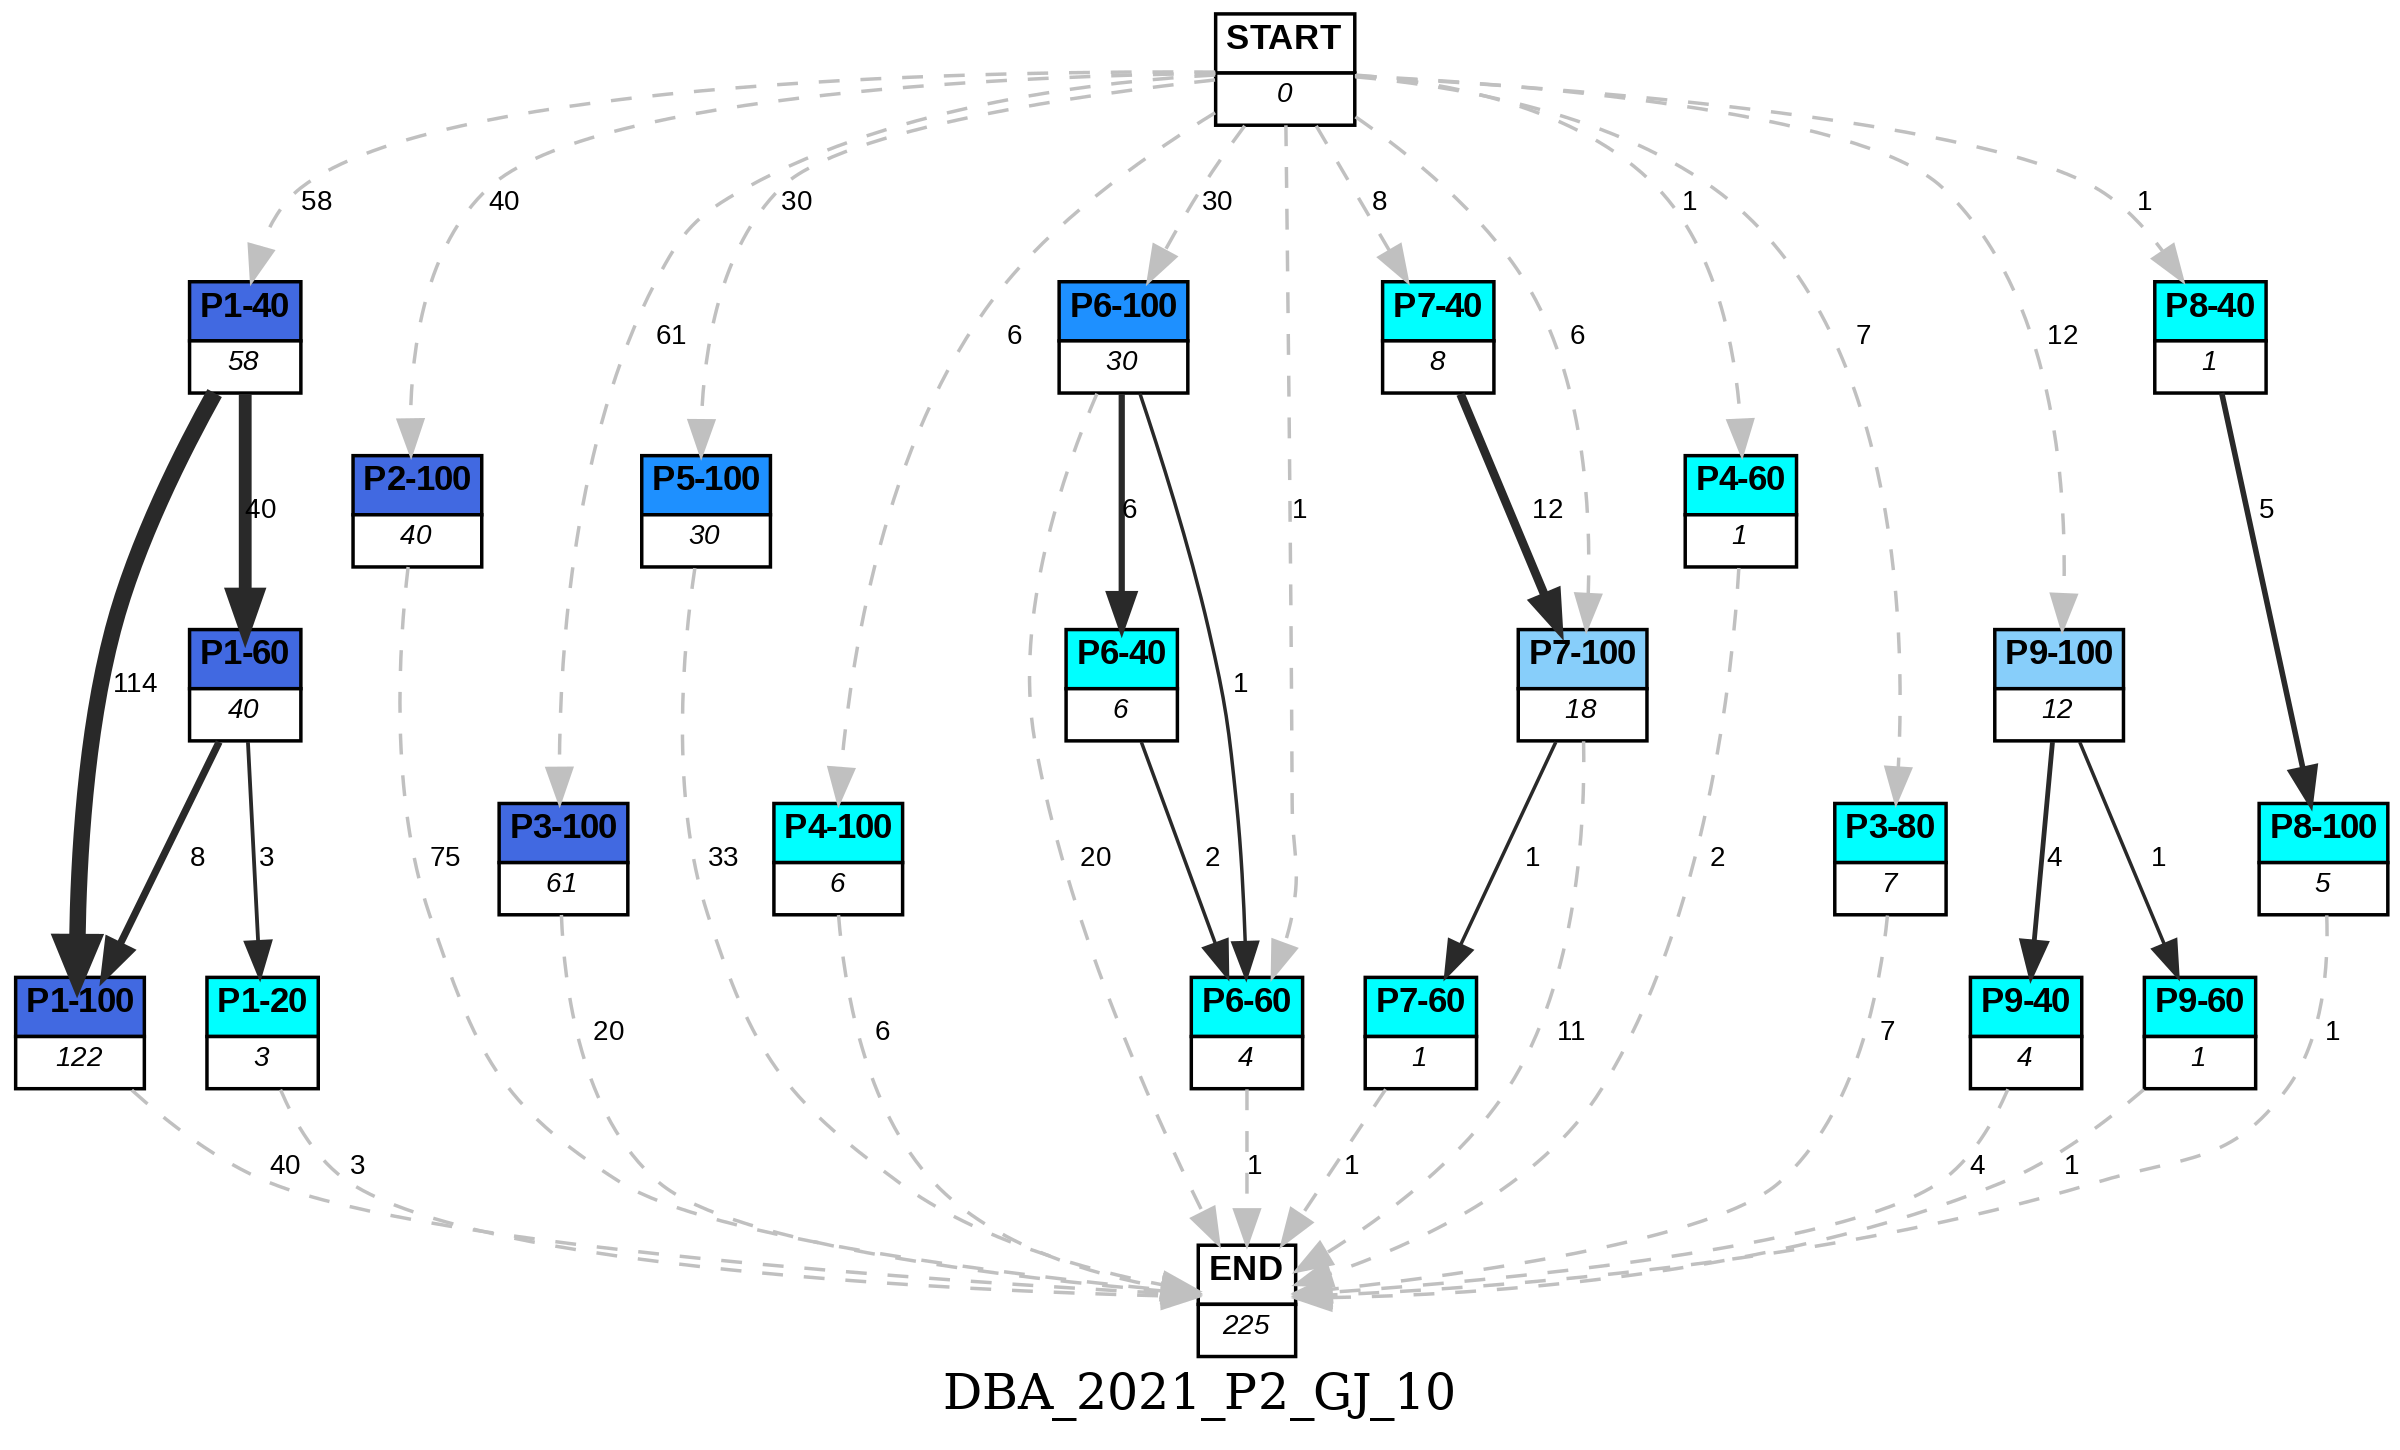 START
0
58
40
30
30
8
1
1
P1-40
58
61
6
P6-100
30
P7-40
8
6
7
12
P8-40
1
40
P2-100
40
P5-100
30
6
1
12
P4-60
1
5
114
P1-60
40
P6-40
6
1
P7-100
18
P9-100
12
8
3
75
P3-100
61
33
P4-100
6
20
2
1
2
P3-80
7
4
1
P8-100
5
P1-100
122
P1-20
3
20
6
P6-60
4
P7-60
1
11
7
P9-40
4
P9-60
1
1
40
3
1
1
4
1
END
225
DBA_2021_P2_GJ_10